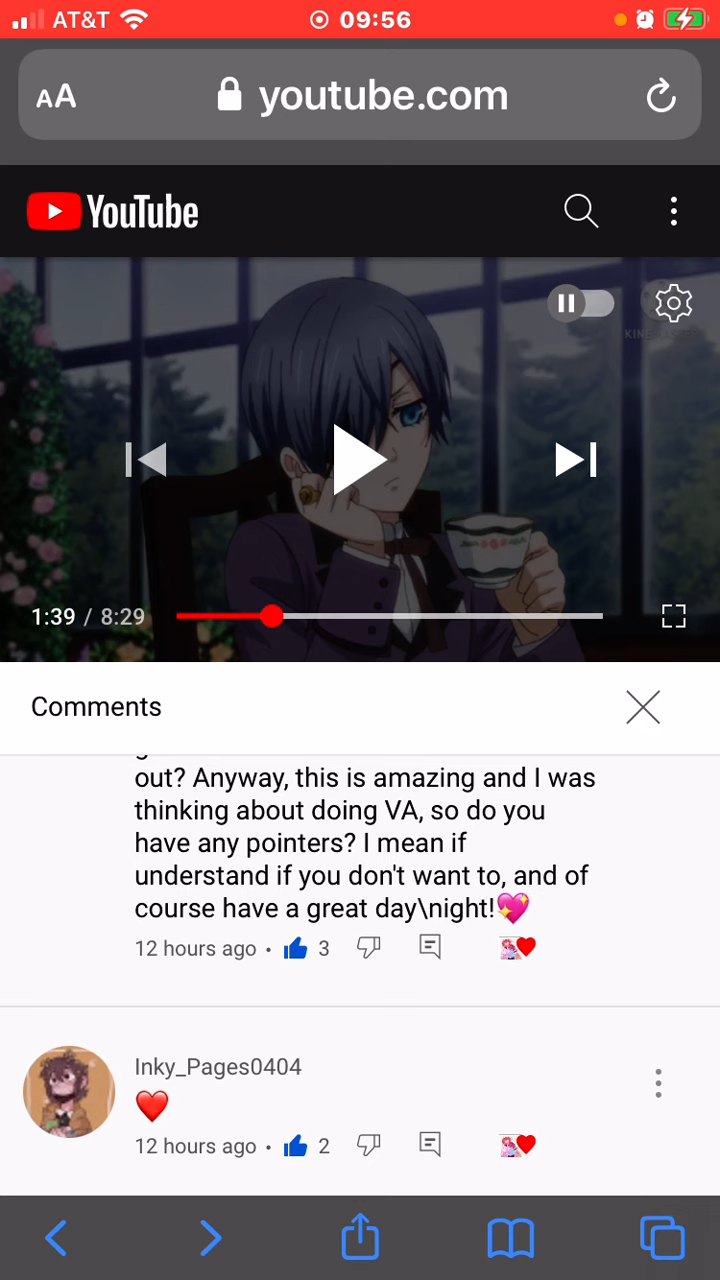 AT&T 09:56
AA youtube.com
YouTube
KINE
1:39 / 8:29
Comments
out? Anyway, this is amazing and I was
thinking about doing VA, so do you
have any pointers? I mean if
understand if you don't want to, and of
course have a great day\night!💖
12 hours ago · 3
Inky_Pages0404
❤️
12 hours ago · 2